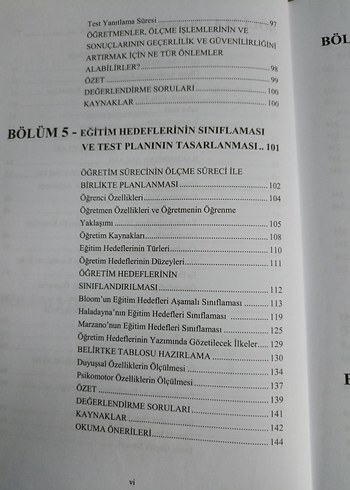 Test Yanıtlama Süresi ........ 97
ÖĞRETMENLER, ÖLÇME İŞLEMLERİNİN VE
SONUÇLARININ GEÇERLİLİK VE GÜVENİLİRLİĞİNİ
ARTIRMAK İÇİN NE TÜR ÖNLEMLER
ALABİLİRLER? ........ 98
ÖZET ........ 99
DEĞERLENDİRME SORULARI ........ 100
KAYNAKLAR ........ 100
BÖLÜM 5 - EĞİTİM HEDEFLERİNİN SINIFLAMASI
VE TEST PLANININ TASARLANMASI.. 101
ÖĞRETİM SÜRECİNİN ÖLÇME SÜRECİ İLE
BİRLİKTE PLANLANMASI ........ 102
Öğrenci Özellikleri ........ 104
Öğretmen Özellikleri ve Öğretmenin Öğrenme
Yaklaşımı ........ 105
Öğretim Kaynakları ........ 108
Eğitim Hedeflerinin Türleri ........ 110
Öğretim Hedeflerinin Düzeyleri ........ 111
ÖĞRETİM HEDEFLERİNİN
SINIFLANDIRILMASI ........ 112
Bloom'un Eğitim Hedefleri Aşamalı Sınıflaması ........ 113
Haladayna'nın Eğitim Hedefleri Sınıflaması ........ 119
Marzano'nun Eğitim Hedefleri Sınıflaması ........ 125
Öğretim Hedeflerinin Yazımında Gözetilecek İlkeler ..... 129
BELİRTKE TABLOSU HAZIRLAMA ........ 130
Duyuşsal Özelliklerin Ölçülmesi ........ 134
Psikomotor Özelliklerin Ölçülmesi ........ 137
ÖZET ........ 139
DEĞERLENDİRME SORULARI ........ 141
KAYNAKLAR ........ 142
OKUMA ÖNERİLERİ ........ 144
vi
BÖL